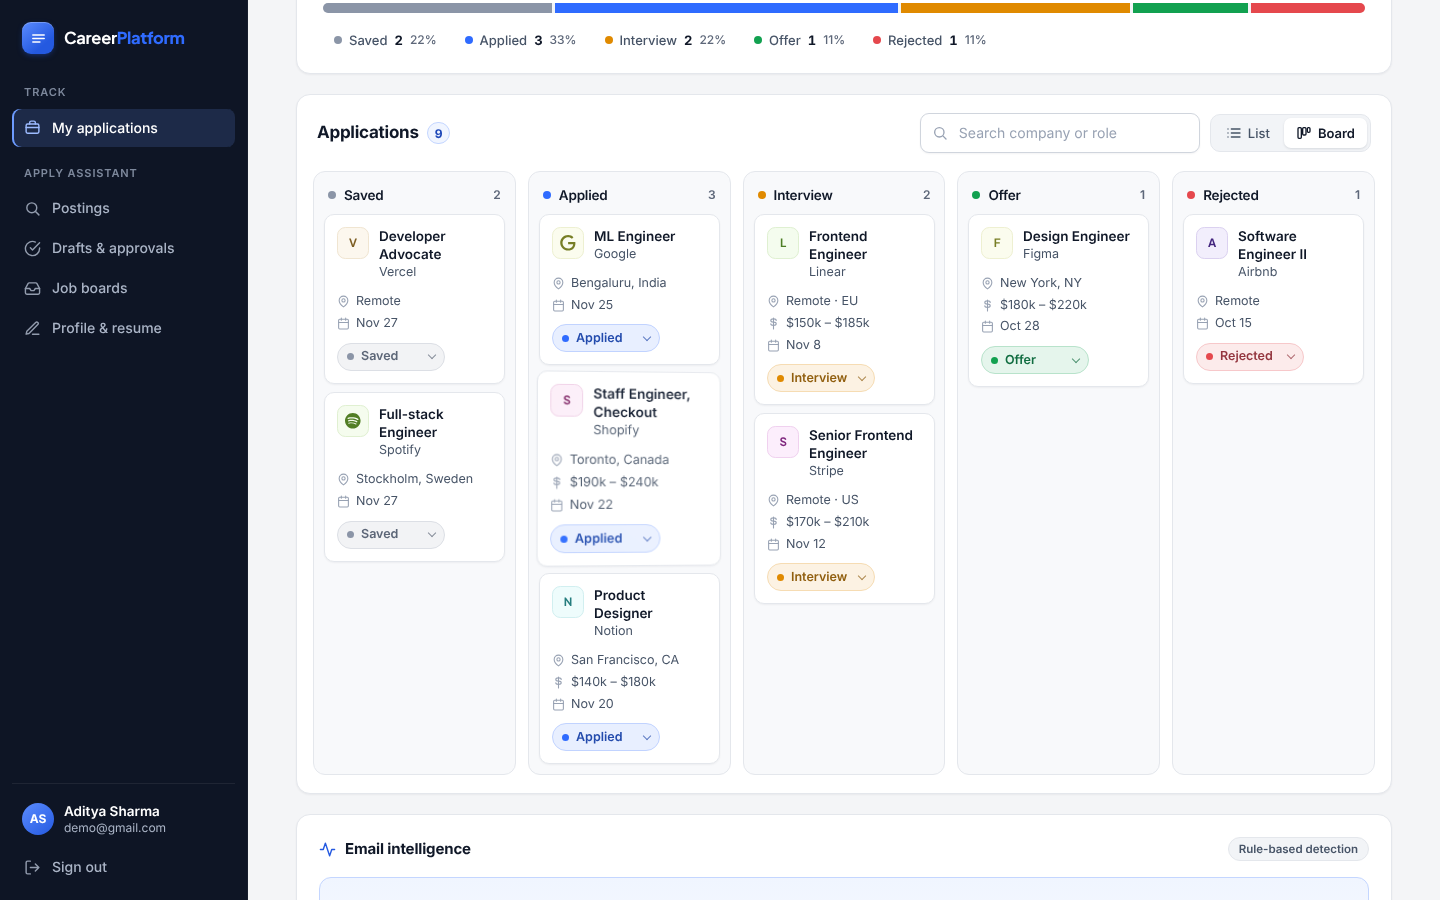 CareerPlatform
TRACK
My applications
APPLY ASSISTANT
Postings
Drafts & approvals
Job boards
Profile & resume
AS
Aditya Sharma
demo@gmail.com
Sign out
Saved 2 22%
Applied 3 33%
Interview 2 22%
Offer 1 11%
Rejected 1 11%
Applications 9
Search company or role
List
Board
Saved 2
V
Developer
Advocate
Vercel
Remote
Nov 27
Saved
Full-stack
Engineer
Spotify
Stockholm, Sweden
Nov 27
Saved
Applied 3
G
ML Engineer
Google
Bengaluru, India
Nov 25
Applied
S
Staff Engineer,
Checkout
Shopify
Toronto, Canada
$190k – $240k
Nov 22
Applied
N
Product
Designer
Notion
San Francisco, CA
$140k – $180k
Nov 20
Applied
Interview 2
L
Frontend
Engineer
Linear
Remote · EU
$150k – $185k
Nov 8
Interview
S
Senior Frontend
Engineer
Stripe
Remote · US
$170k – $210k
Nov 12
Interview
Offer 1
F
Design Engineer
Figma
New York, NY
$180k – $220k
Oct 28
Offer
Rejected 1
A
Software
Engineer II
Airbnb
Remote
Oct 15
Rejected
Email intelligence
Rule-based detection